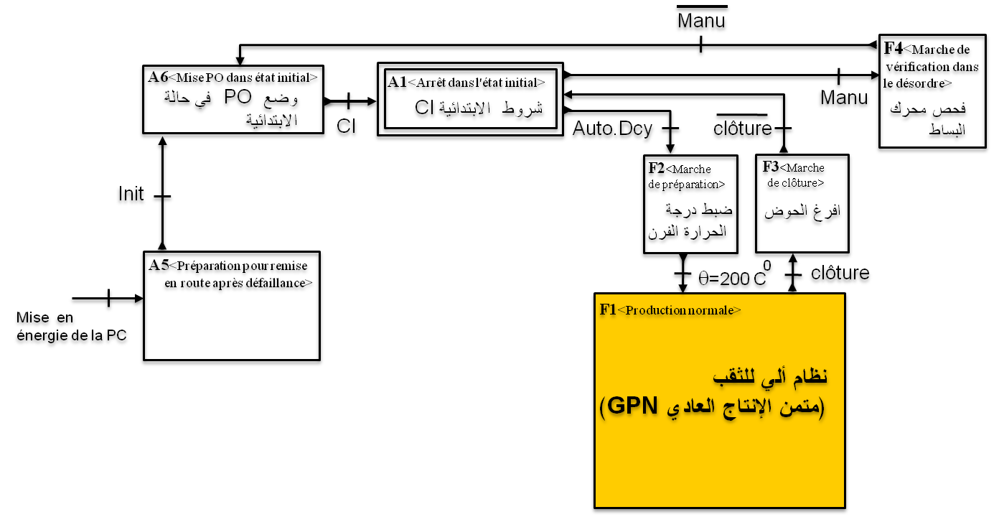 Manu
A6<Mise PO dans état initial>
وضع PO في حالة
الابتدائية
CI
A1<Arrêt dans l'état initial>
شروط الابتدائية CI
Manu
F4<Marche de
vérification dans
le désordre>
فحص محرك
البساط
Auto.Dcy
clôture
F2<Marche
de préparation>
ضبط درجة
الحرارة الفرن
F3<Marche
de clôture>
افرغ الحوض
Init
A5<Préparation pour remise
en route après défaillance>
Mise en
énergie de la PC
θ=200 C⁰
clôture
F1<Production normale>
نظام ألي للثقب
(متمن الإنتاج العادي GPN)